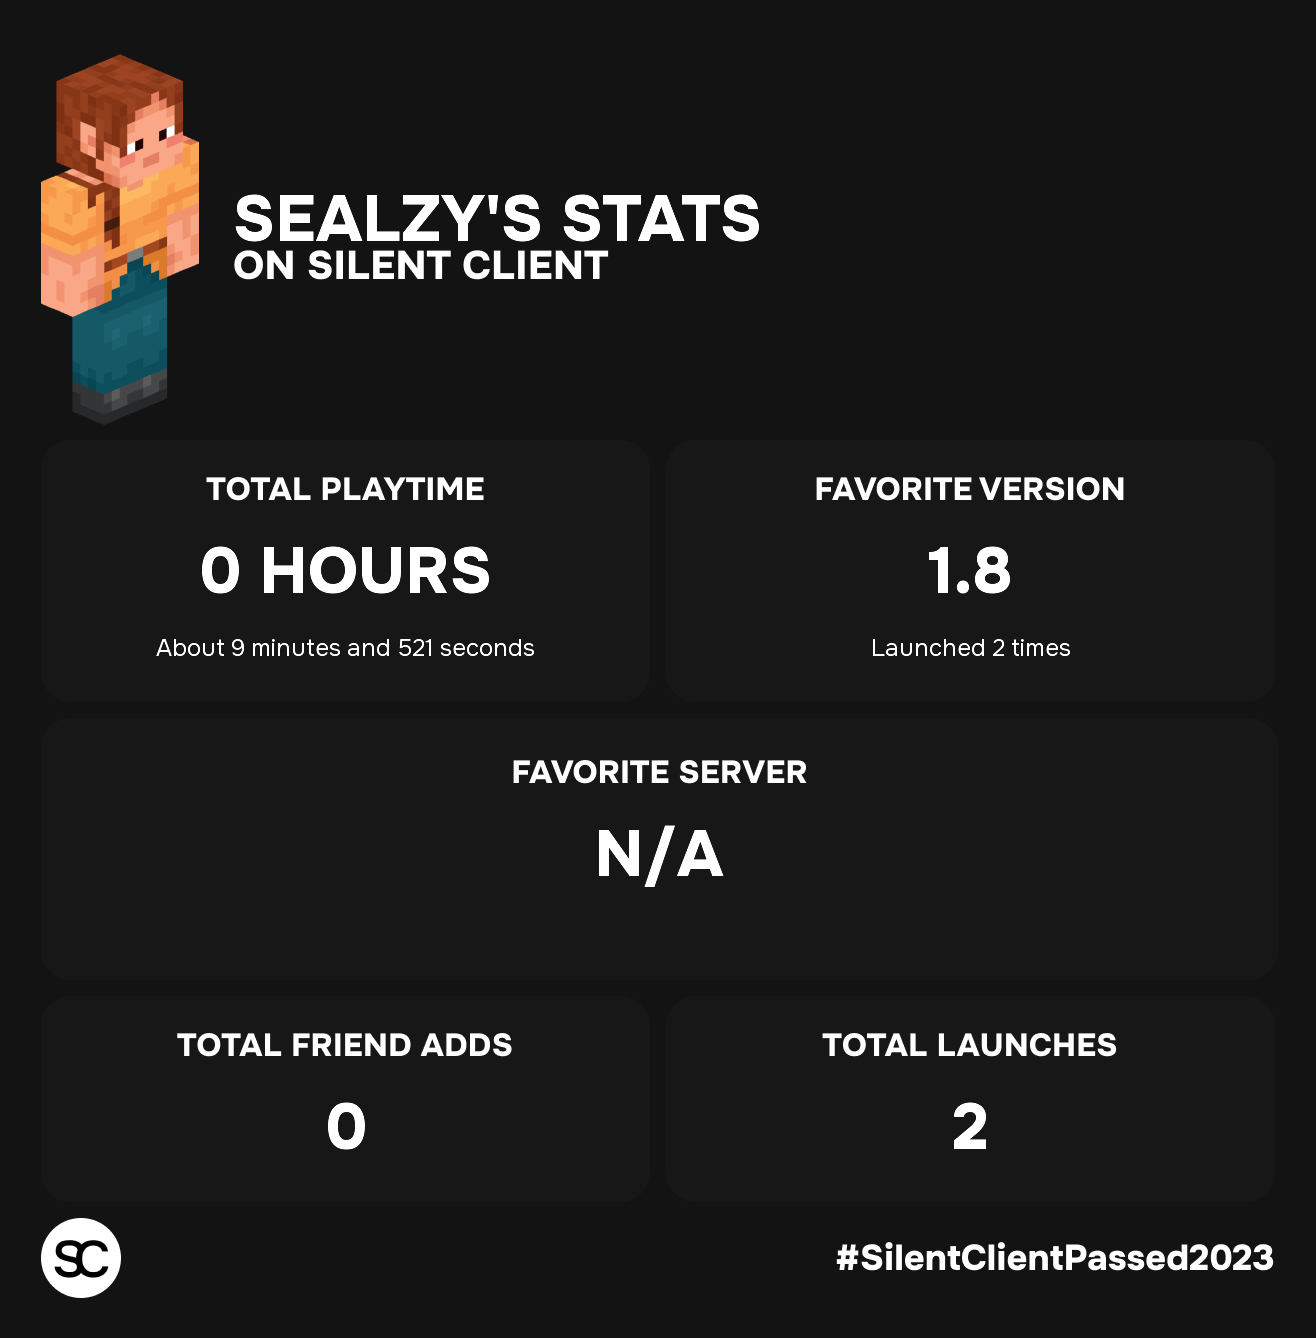 SEALZY'S STATS
ON SILENT CLIENT
TOTAL PLAYTIME
0 HOURS
About 9 minutes and 521 seconds
FAVORITE VERSION
1.8
Launched 2 times
FAVORITE SERVER
N/A
TOTAL FRIEND ADDS
0
TOTAL LAUNCHES
2
SC
#SilentClientPassed2023